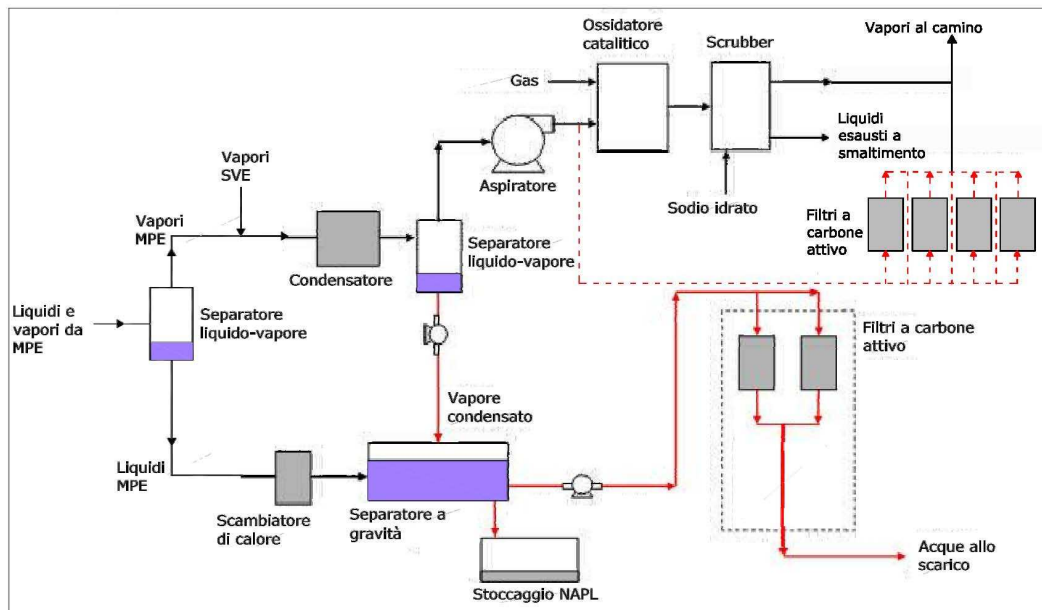 Ossidatore
catalitico
Scrubber
Vapori al camino
Gas
Liquidi
esausti a
smaltimento
Aspiratore
Sodio idrato
Vapori
SVE
Vapori
MPE
Condensatore
Separatore
liquido-vapore
Filtri a
carbone
attivo
Liquidi e
vapori da
MPE
Separatore
liquido-vapore
Filtri a carbone
attivo
Vapore
condensato
Liquidi
MPE
Scambiatore
di calore
Separatore a
gravità
Stoccaggio NAPL
Acque allo
scarico